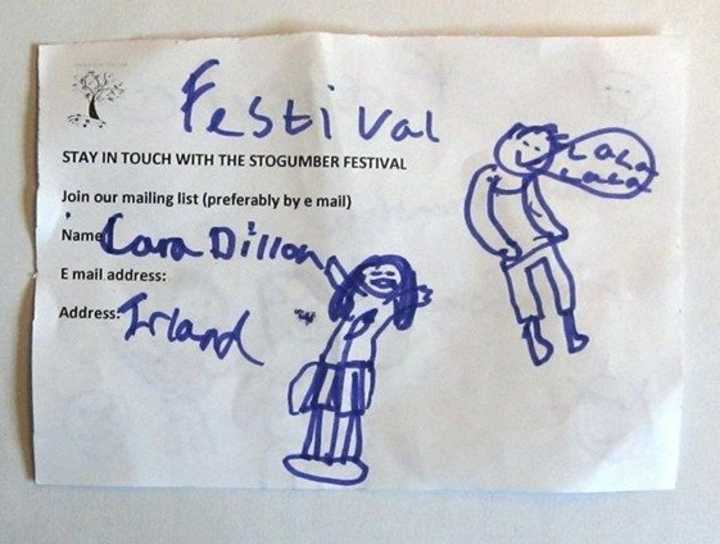 Festival
STAY IN TOUCH WITH THE STOGUMBER FESTIVAL
Join our mailing list (preferably by e mail)
Name Cara Dillon
E mail address:
Address: Irland
LaLa
LaLa